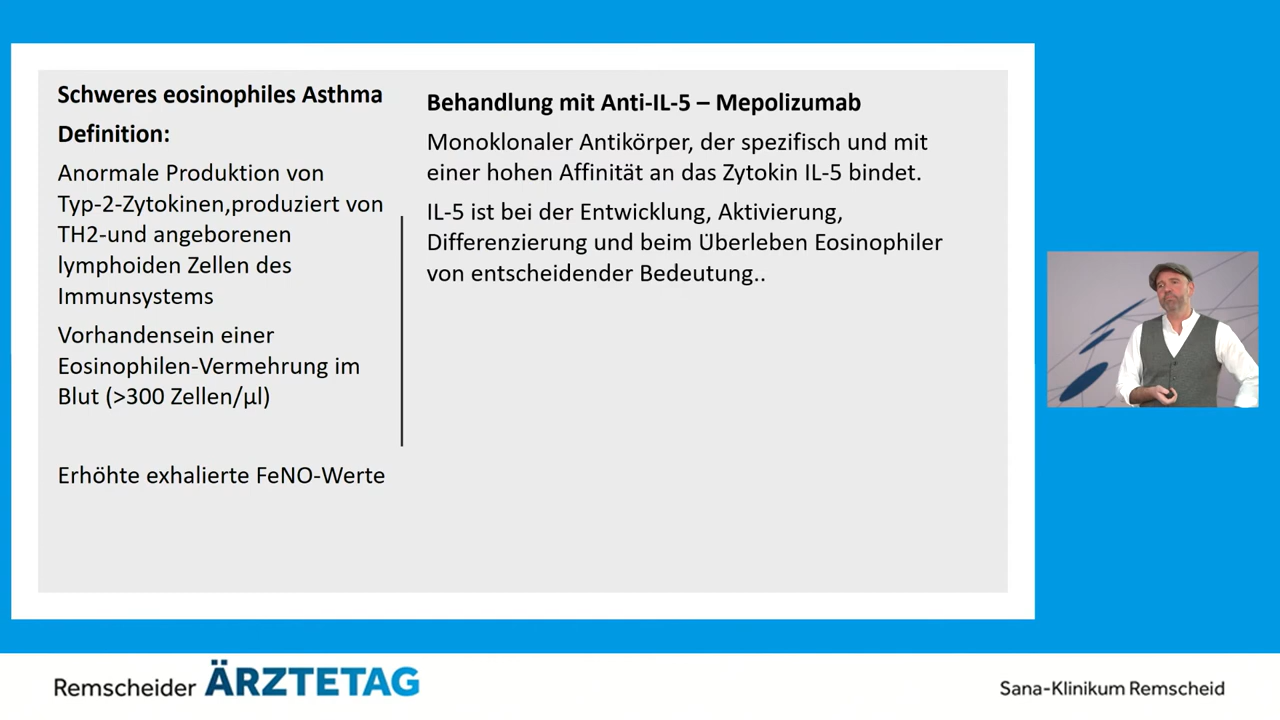 Schweres eosinophiles Asthma
Definition:
Anormale Produktion von
Typ-2-Zytokinen,produziert von
TH2-und angeborenen
lymphoiden Zellen des
Immunsystems
Vorhandensein einer
Eosinophilen-Vermehrung im
Blut (>300 Zellen/µl)
Erhöhte exhalierte FeNO-Werte
Behandlung mit Anti-IL-5 – Mepolizumab
Monoklonaler Antikörper, der spezifisch und mit
einer hohen Affinität an das Zytokin IL-5 bindet.
IL-5 ist bei der Entwicklung, Aktivierung,
Differenzierung und beim Überleben Eosinophiler
von entscheidender Bedeutung..
Remscheider ÄRZTETAG
Sana-Klinikum Remscheid